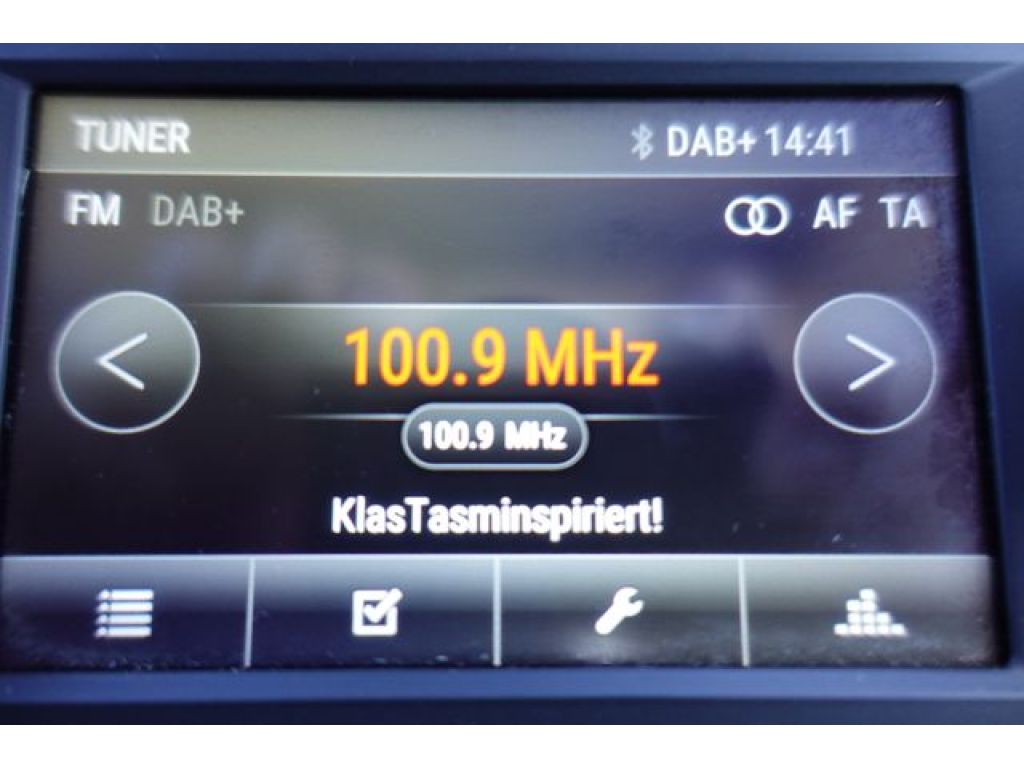 TUNER DAB+ 14:41
FM DAB+ AF TA
100.9 MHz
100.9 MHz
KlasTasminspiriert!